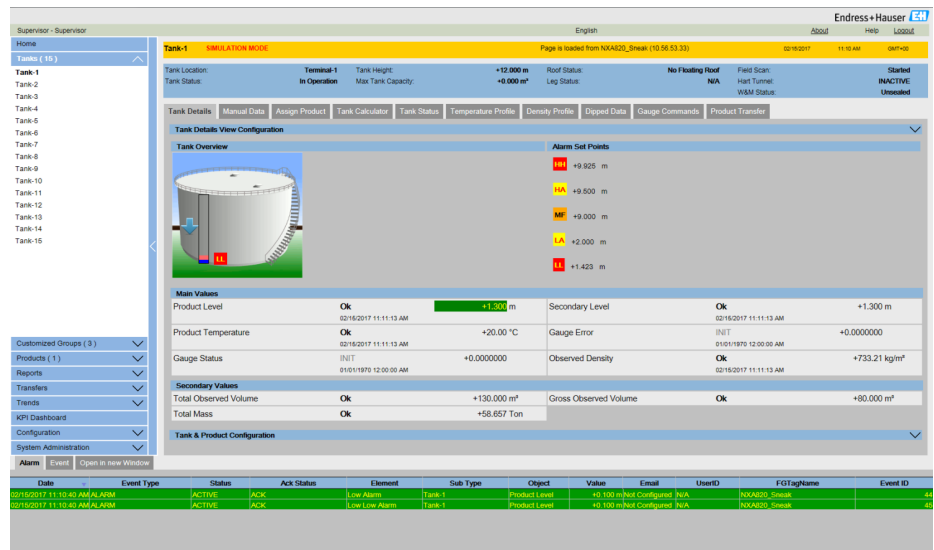 Endress+Hauser EH
Supervisor - Supervisor English About Help Logout
Home
Tanks ( 15 )
Tank-1
Tank-2
Tank-3
Tank-4
Tank-5
Tank-6
Tank-7
Tank-8
Tank-9
Tank-10
Tank-11
Tank-12
Tank-13
Tank-14
Tank-15
Customized Groups ( 3 )
Products ( 1 )
Reports
Transfers
Trends
KPI Dashboard
Configuration
System Administration
Tank-1 SIMULATION MODE Page is loaded from NXA820_Sneak (10.56.53.33) 02/15/2017 11:10 AM GMT+00
Tank Location: Terminal-1 Tank Height: +12.000 m Roof Status: No Floating Roof Field Scan: Started
Tank Status: In Operation Max Tank Capacity: +0.000 m³ Leg Status: N/A Hart Tunnel: INACTIVE
W&M Status: Unsealed
Tank Details Manual Data Assign Product Tank Calculator Tank Status Temperature Profile Density Profile Dipped Data Gauge Commands Product Transfer
Tank Details View Configuration
Tank Overview Alarm Set Points
HH +9.925 m
HA +9.500 m
MF +9.000 m
LA +2.000 m
LL +1.423 m
LL
Main Values
Product Level Ok +1.300 m Secondary Level Ok +1.300 m
02/15/2017 11:11:13 AM 02/15/2017 11:11:13 AM
Product Temperature Ok +20.00 °C Gauge Error INIT +0.0000000
02/15/2017 11:11:13 AM 01/01/1970 12:00:00 AM
Gauge Status INIT +0.0000000 Observed Density Ok +733.21 kg/m³
01/01/1970 12:00:00 AM 02/15/2017 11:11:13 AM
Secondary Values
Total Observed Volume Ok +130.000 m³ Gross Observed Volume Ok +80.000 m³
Total Mass Ok +58.657 Ton
Tank & Product Configuration
Alarm Event Open in new Window
Date Event Type Status Ack Status Element Sub Type Object Value Email UserID FGTagName Event ID
02/15/2017 11:10:40 AM ALARM ACTIVE ACK Low Alarm Tank-1 Product Level +0.100 m Not Configured N/A NXA820_Sneak 44
02/15/2017 11:10:40 AM ALARM ACTIVE ACK Low Low Alarm Tank-1 Product Level +0.100 m Not Configured N/A NXA820_Sneak 45